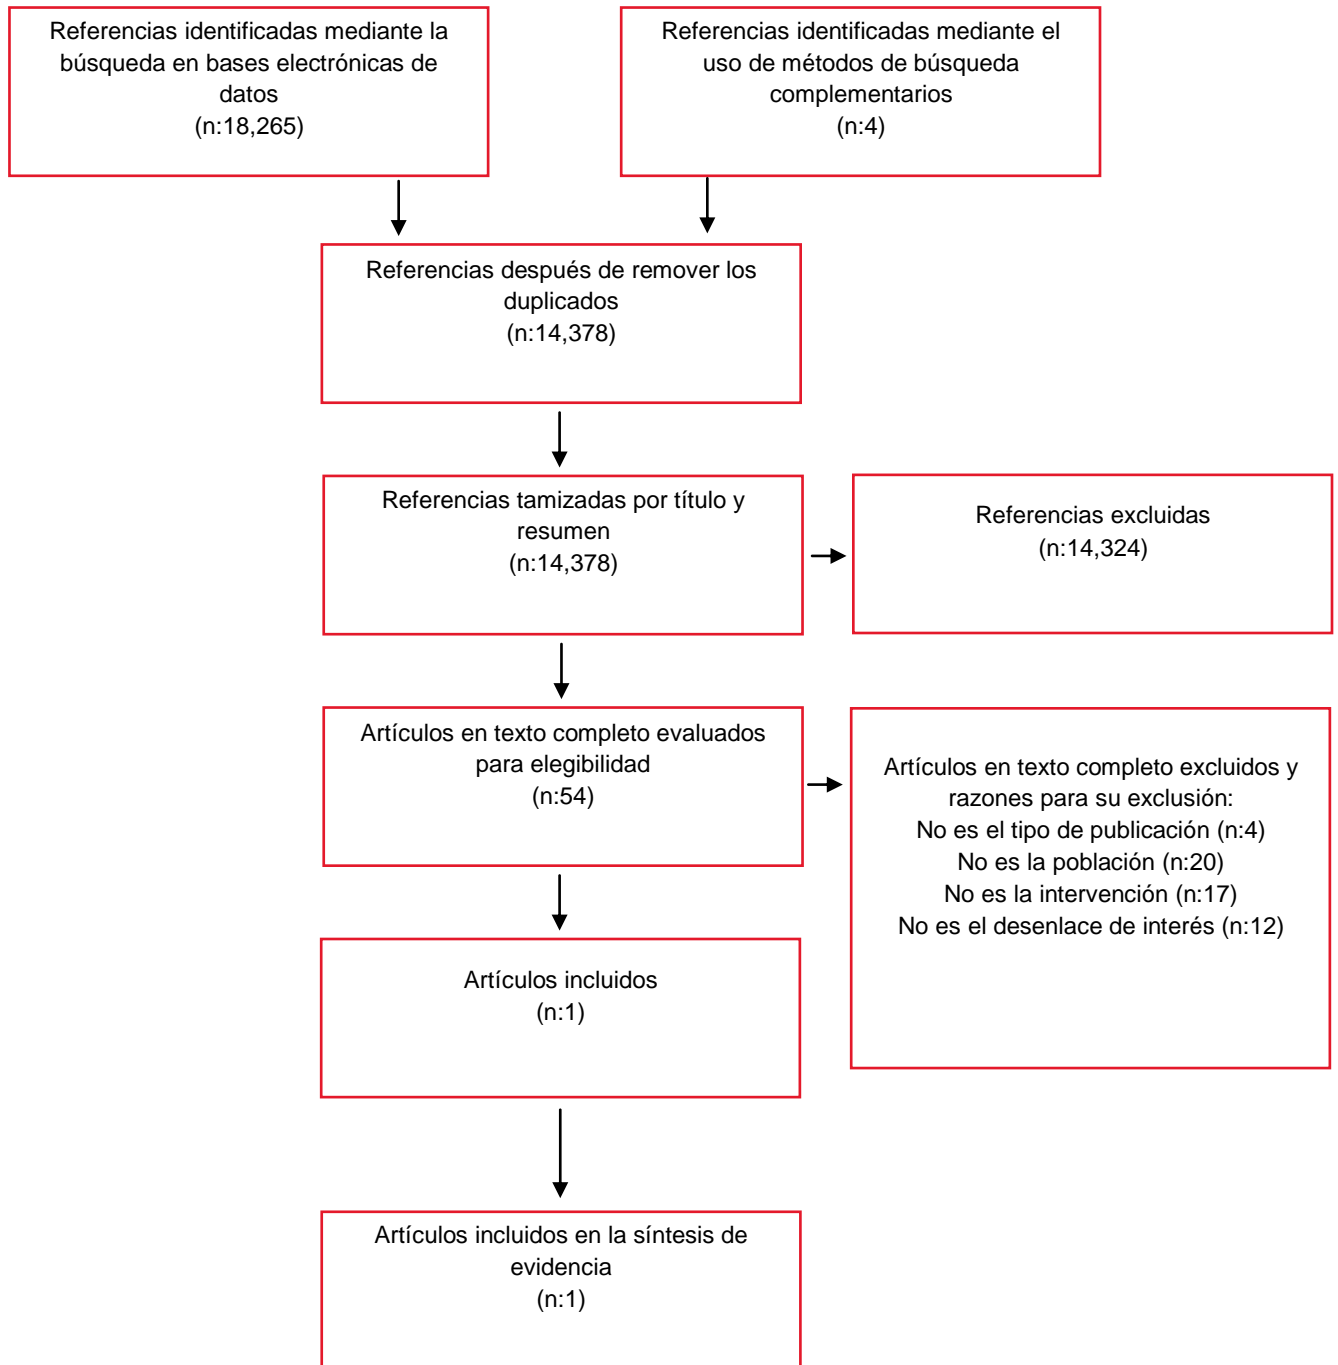 Referencias identificadas mediante la
búsqueda en bases electrónicas de
datos
(n:18,265)
Referencias identificadas mediante el
uso de métodos de búsqueda
complementarios
(n:4)
Referencias después de remover los
duplicados
(n:14,378)
Referencias tamizadas por título y
resumen
(n:14,378)
Referencias excluidas
(n:14,324)
Artículos en texto completo evaluados
para elegibilidad
(n:54)
Artículos en texto completo excluidos y
razones para su exclusión:
No es el tipo de publicación (n:4)
No es la población (n:20)
No es la intervención (n:17)
No es el desenlace de interés (n:12)
Artículos incluidos
(n:1)
Artículos incluidos en la síntesis de
evidencia
(n:1)